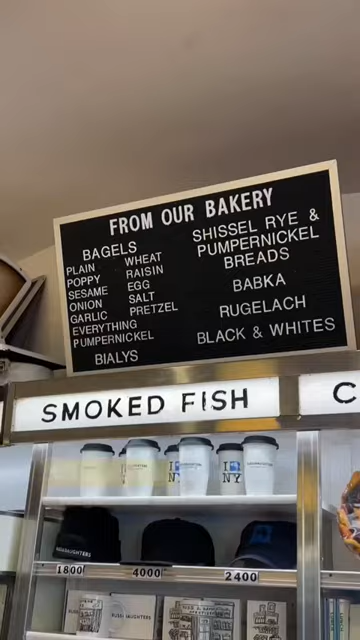 FROM OUR BAKERY
BAGELS
PLAIN WHEAT
POPPY RAISIN
SESAME EGG
ONION SALT
GARLIC PRETZEL
EVERYTHING
PUMPERNICKEL
BIALYS
SHISSEL RYE &
PUMPERNICKEL
BREADS
BABKA
RUGELACH
BLACK & WHITES
SMOKED FISH
C
I
NY
1800
4000
2400